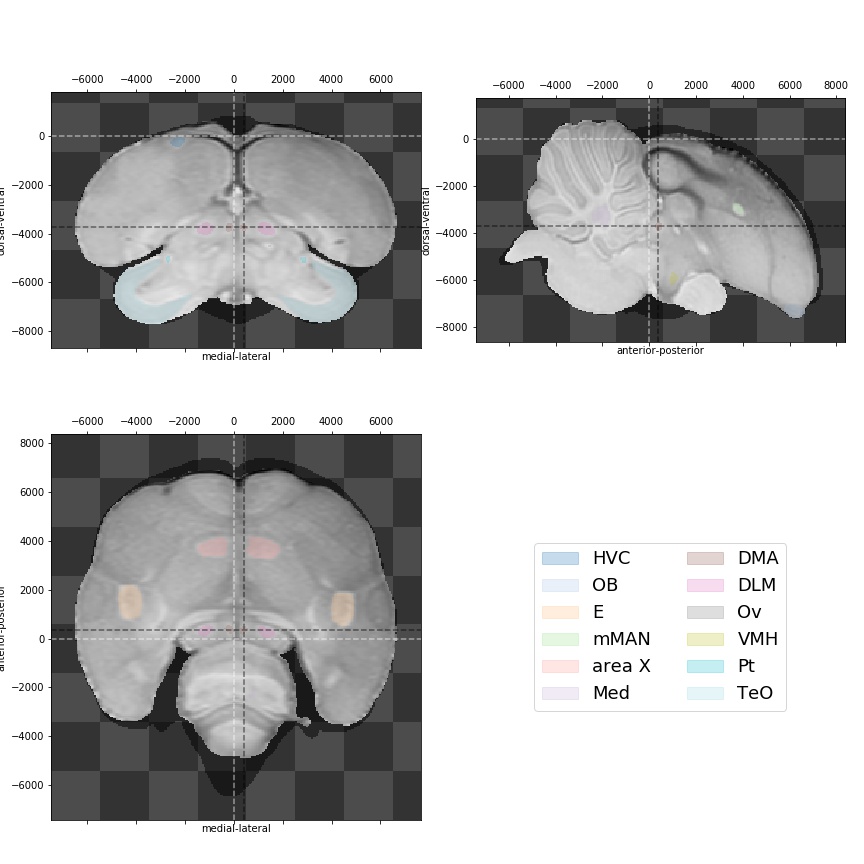 −6000 −4000 −2000 0 2000 4000 6000
0
−2000
−4000
−6000
−8000
dorsal-ventral
medial-lateral
−6000 −4000 −2000 0 2000 4000 6000 8000
0
−2000
−4000
−6000
−8000
dorsal-ventral
anterior-posterior
−6000 −4000 −2000 0 2000 4000 6000
8000
6000
4000
2000
0
−2000
−4000
−6000
anterior-posterior
medial-lateral
HVC
OB
E
mMAN
area X
Med
DMA
DLM
Ov
VMH
Pt
TeO